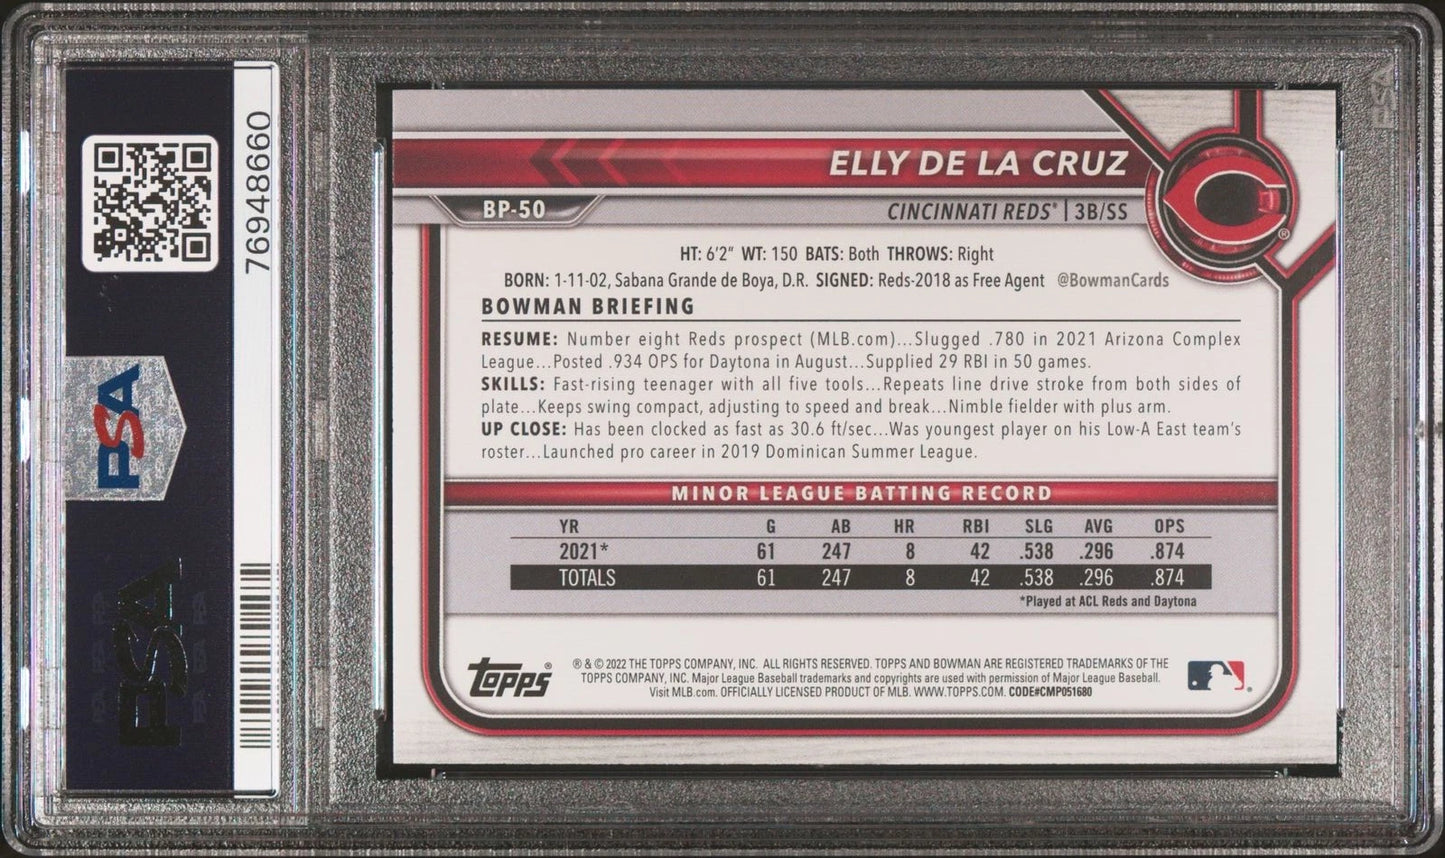 76948660
PSA
PSA
PSA
ELLY DE LA CRUZ
BP-50
CINCINNATI REDS® | 3B/SS
HT: 6'2" WT: 150 BATS: Both THROWS: Right
BORN: 1-11-02, Sabana Grande de Boya, D.R. SIGNED: Reds-2018 as Free Agent @BowmanCards
BOWMAN BRIEFING
RESUME: Number eight Reds prospect (MLB.com)...Slugged .780 in 2021 Arizona Complex
League...Posted .934 OPS for Daytona in August...Supplied 29 RBI in 50 games.
SKILLS: Fast-rising teenager with all five tools...Repeats line drive stroke from both sides of
plate...Keeps swing compact, adjusting to speed and break...Nimble fielder with plus arm.
UP CLOSE: Has been clocked as fast as 30.6 ft/sec...Was youngest player on his Low-A East team's
roster...Launched pro career in 2019 Dominican Summer League.
MINOR LEAGUE BATTING RECORD
YR G AB HR RBI SLG AVG OPS
2021* 61 247 8 42 .538 .296 .874
TOTALS 61 247 8 42 .538 .296 .874
*Played at ACL Reds and Daytona
Topps®
® & © 2022 THE TOPPS COMPANY, INC. ALL RIGHTS RESERVED. TOPPS AND BOWMAN ARE REGISTERED TRADEMARKS OF THE
TOPPS COMPANY, INC. Major League Baseball trademarks and copyrights are used with permission of Major League Baseball.
Visit MLB.com. OFFICIALLY LICENSED PRODUCT OF MLB. WWW.TOPPS.COM. CODE#CMP051680